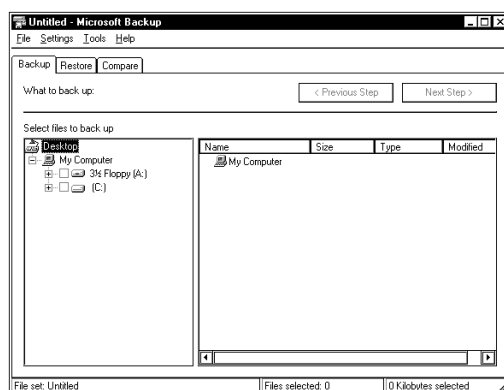 Untitled - Microsoft Backup
File Settings Tools Help
Backup Restore Compare
What to back up:
< Previous Step Next Step >
Select files to back up
Desktop
My Computer
3½ Floppy (A:)
(C:)
Name Size Type Modified
My Computer
File set: Untitled Files selected: 0 0 Kilobytes selected